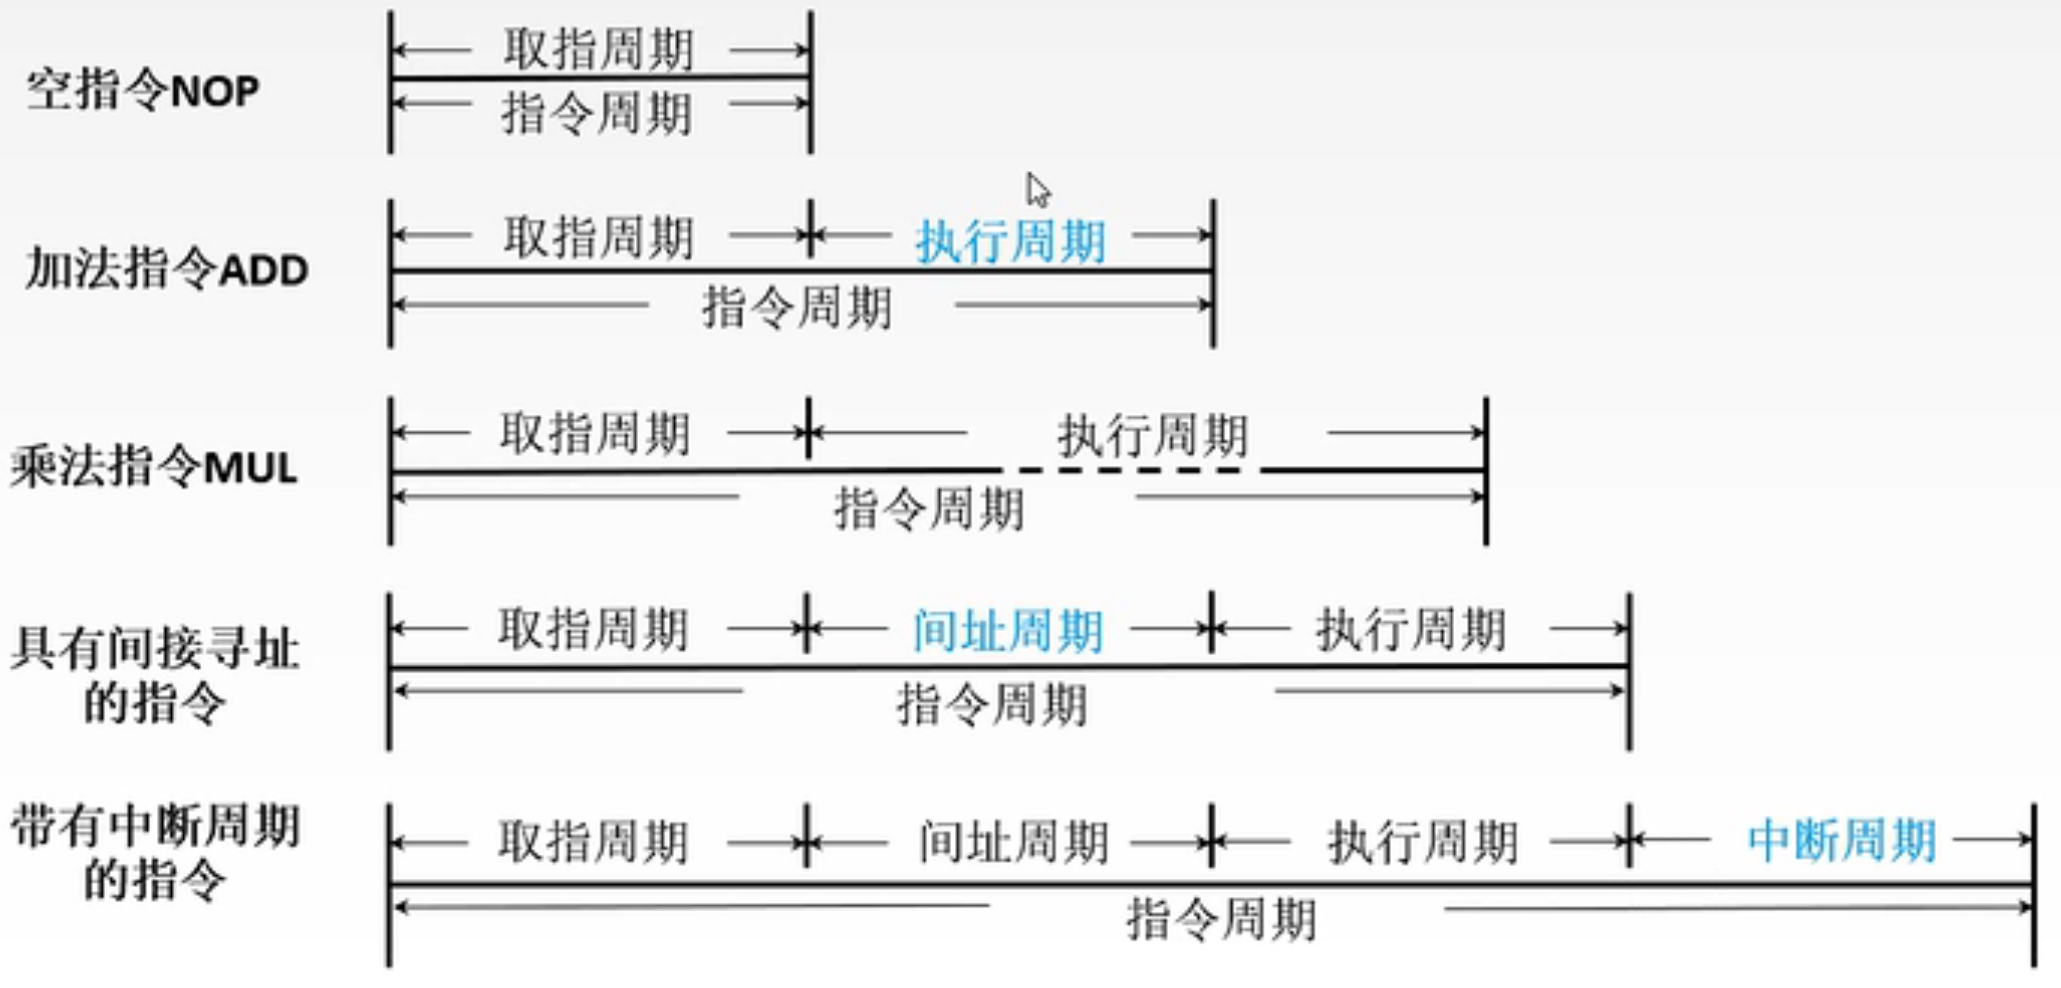 取指周期
空指令NOP
指令周期
取指周期 执行周期
加法指令ADD
指令周期
取指周期 执行周期
乘法指令MUL
指令周期
取指周期 间址周期 执行周期
具有间接寻址
的指令
指令周期
带有中断周期
的指令
取指周期 间址周期 执行周期 中断周期
指令周期